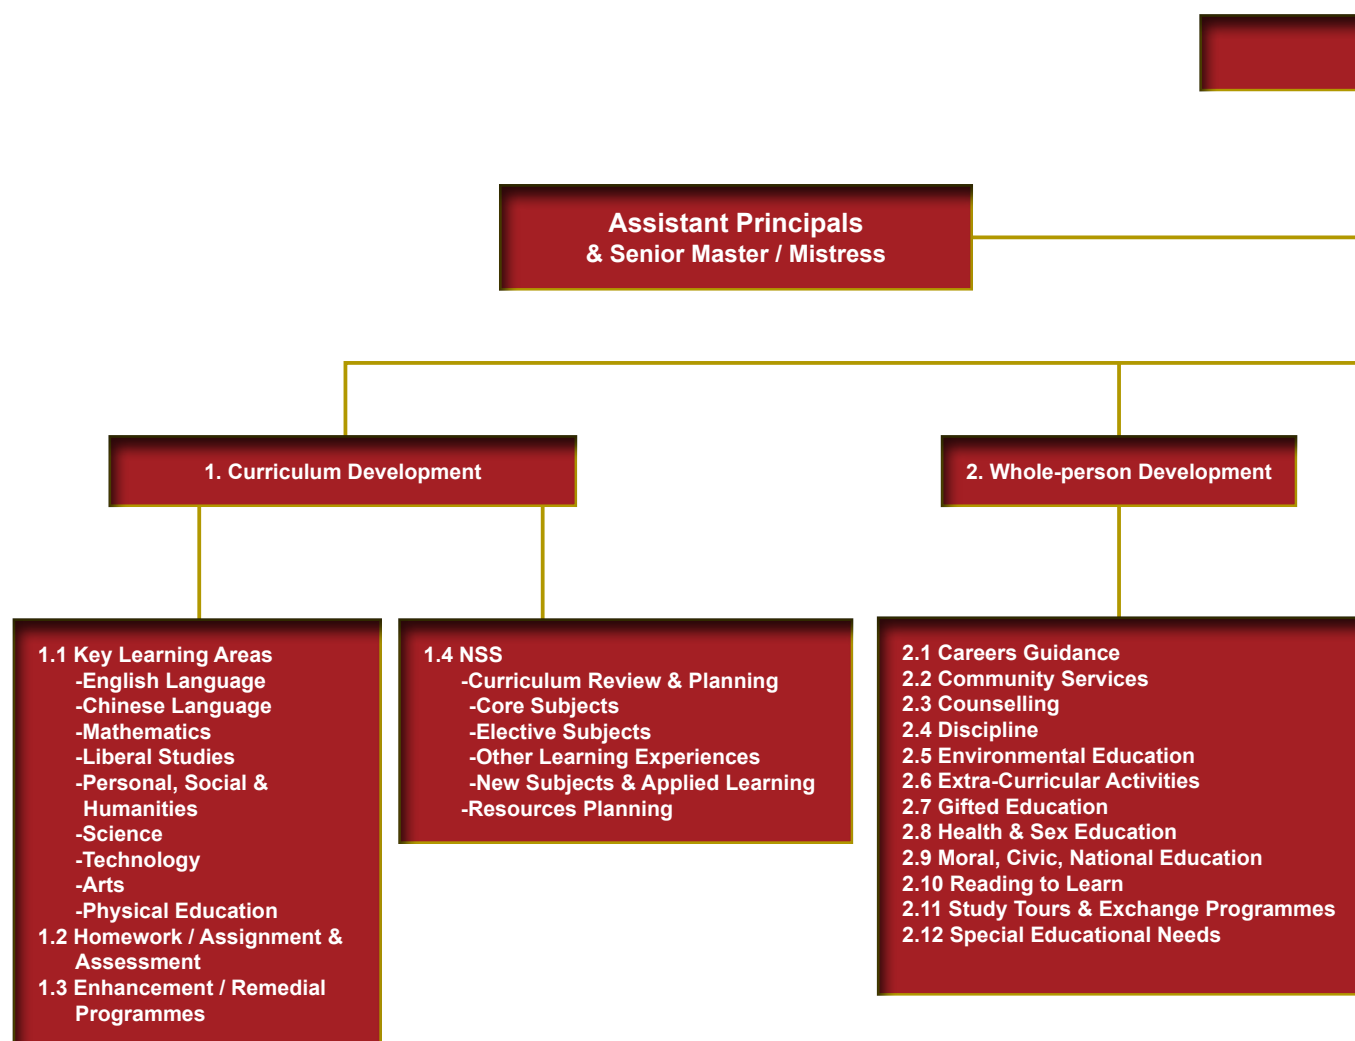 Assistant Principals
& Senior Master / Mistress
1. Curriculum Development
2. Whole-person Development
1.1 Key Learning Areas
-English Language
-Chinese Language
-Mathematics
-Liberal Studies
-Personal, Social &
Humanities
-Science
-Technology
-Arts
-Physical Education
1.2 Homework / Assignment &
Assessment
1.3 Enhancement / Remedial
Programmes
1.4 NSS
-Curriculum Review & Planning
-Core Subjects
-Elective Subjects
-Other Learning Experiences
-New Subjects & Applied Learning
-Resources Planning
2.1 Careers Guidance
2.2 Community Services
2.3 Counselling
2.4 Discipline
2.5 Environmental Education
2.6 Extra-Curricular Activities
2.7 Gifted Education
2.8 Health & Sex Education
2.9 Moral, Civic, National Education
2.10 Reading to Learn
2.11 Study Tours & Exchange Programmes
2.12 Special Educational Needs